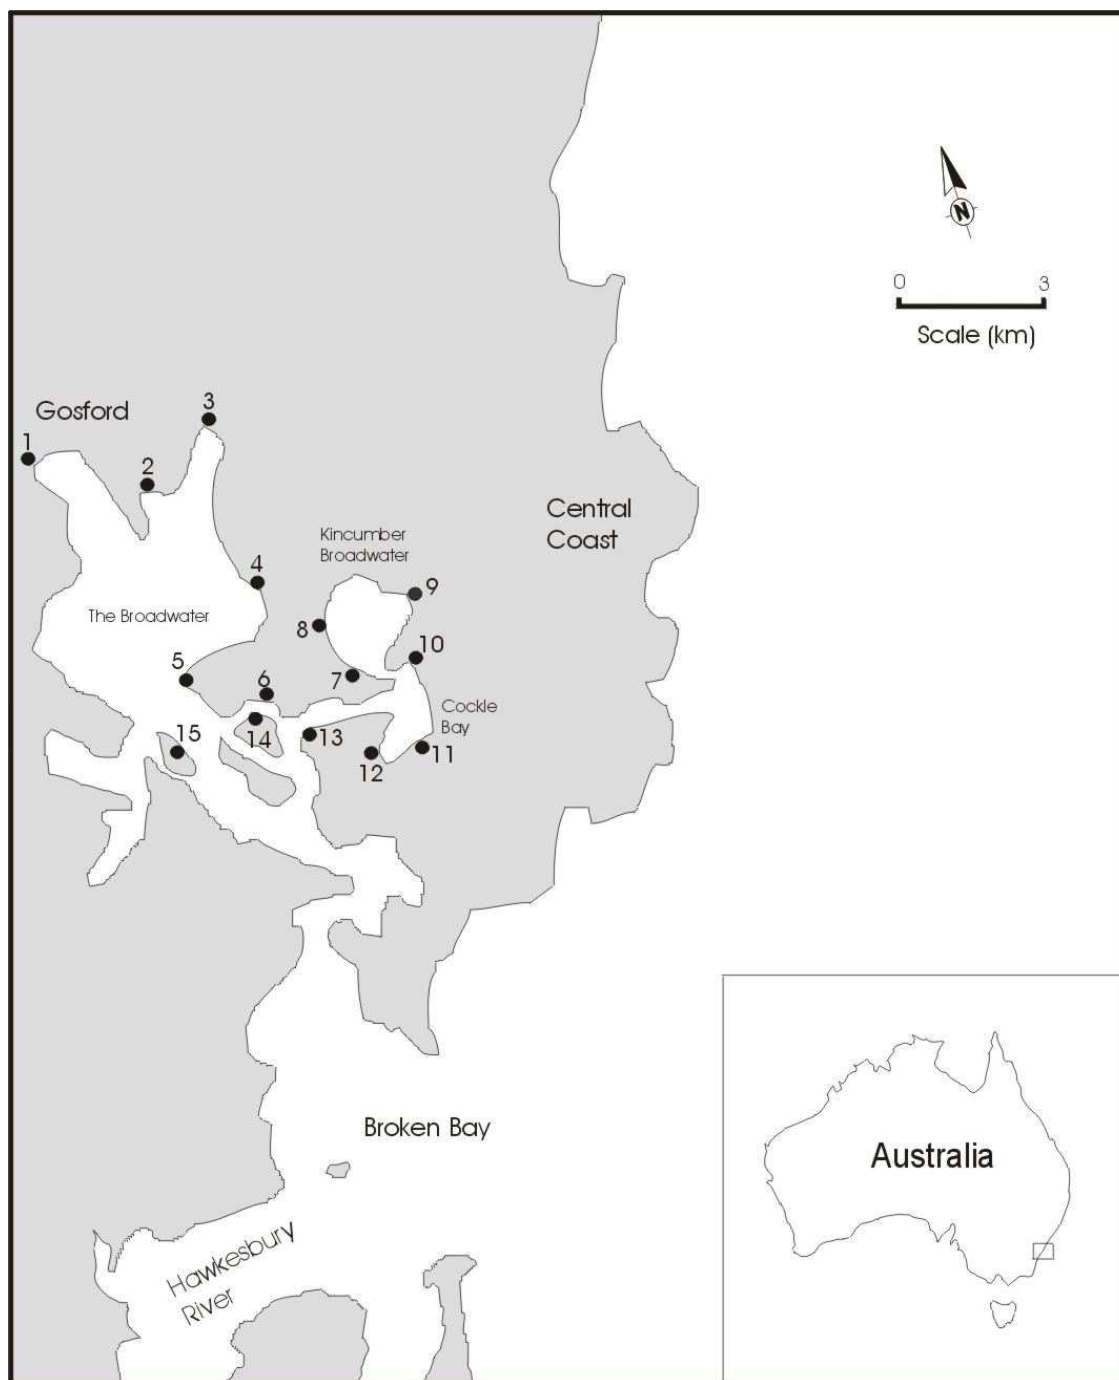 N
0 3
Scale (km)
3
Gosford
1
2
Central
Coast
Kincumber
Broadwater
4
9
The Broadwater
8
10
5
6
7
Cockle
Bay
15
14
13
12
11
Broken Bay
Australia
Hawkesbury
River